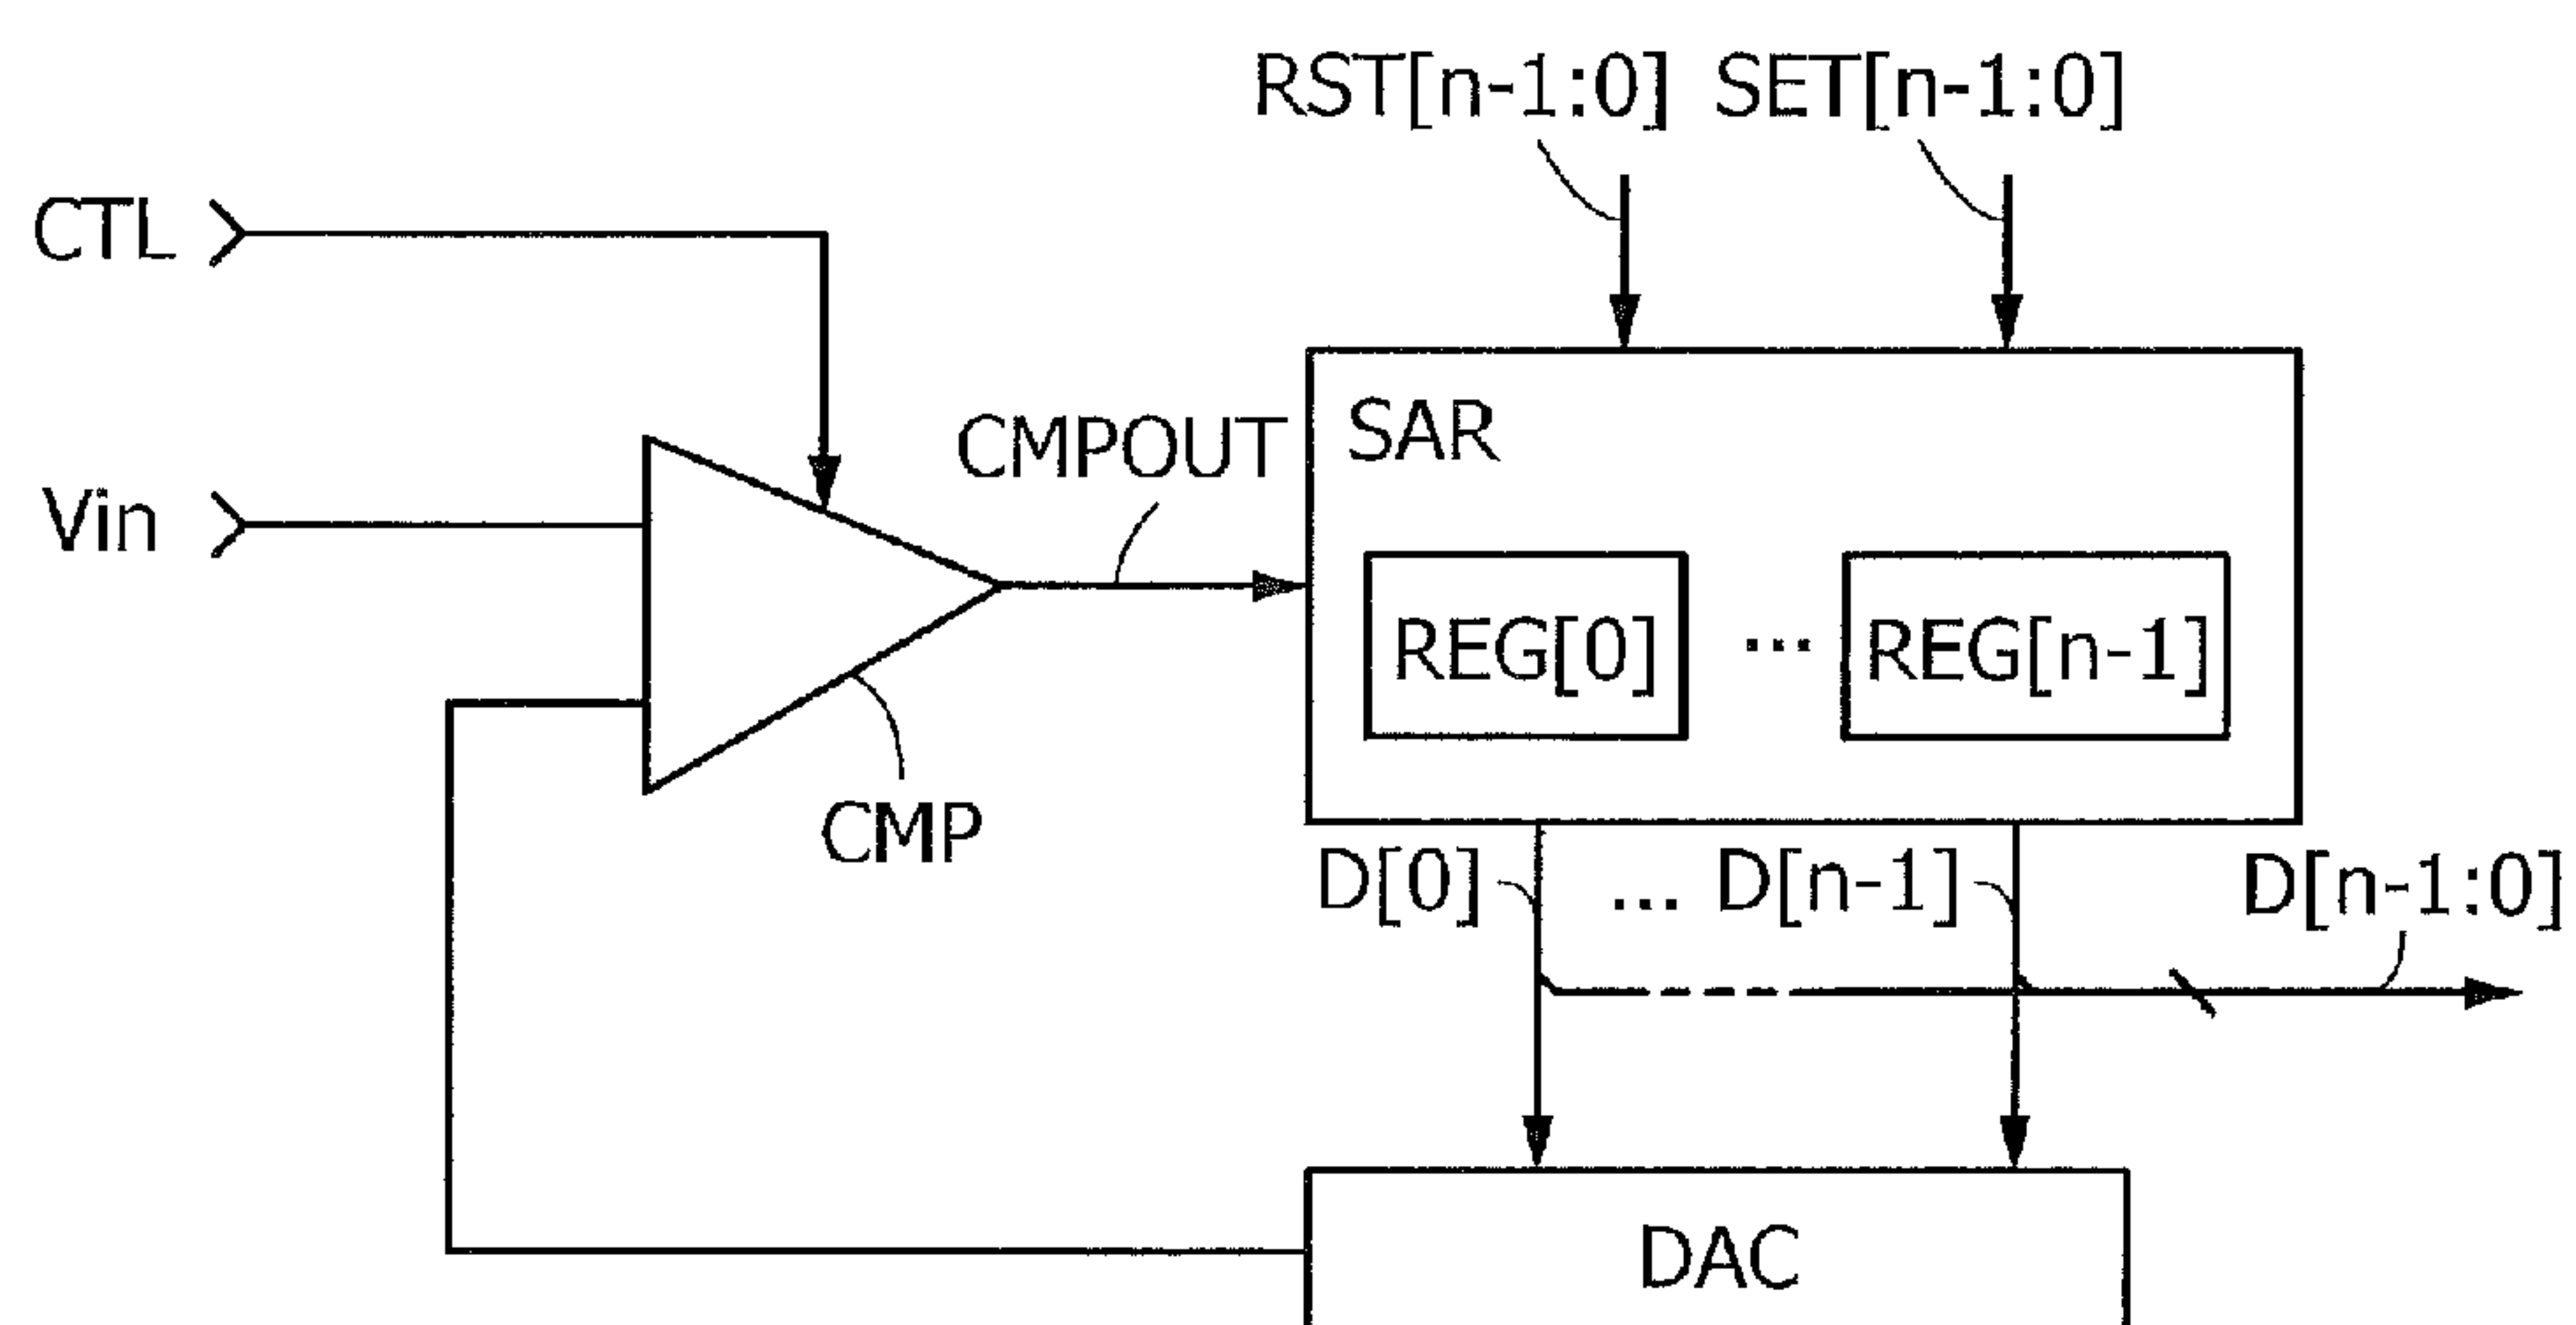 RST[n-1:0] SET[n-1:0]
CTL
CMPOUT
SAR
Vin
REG[0] ... REG[n-1]
CMP
D[0] ... D[n-1] D[n-1:0]
DAC